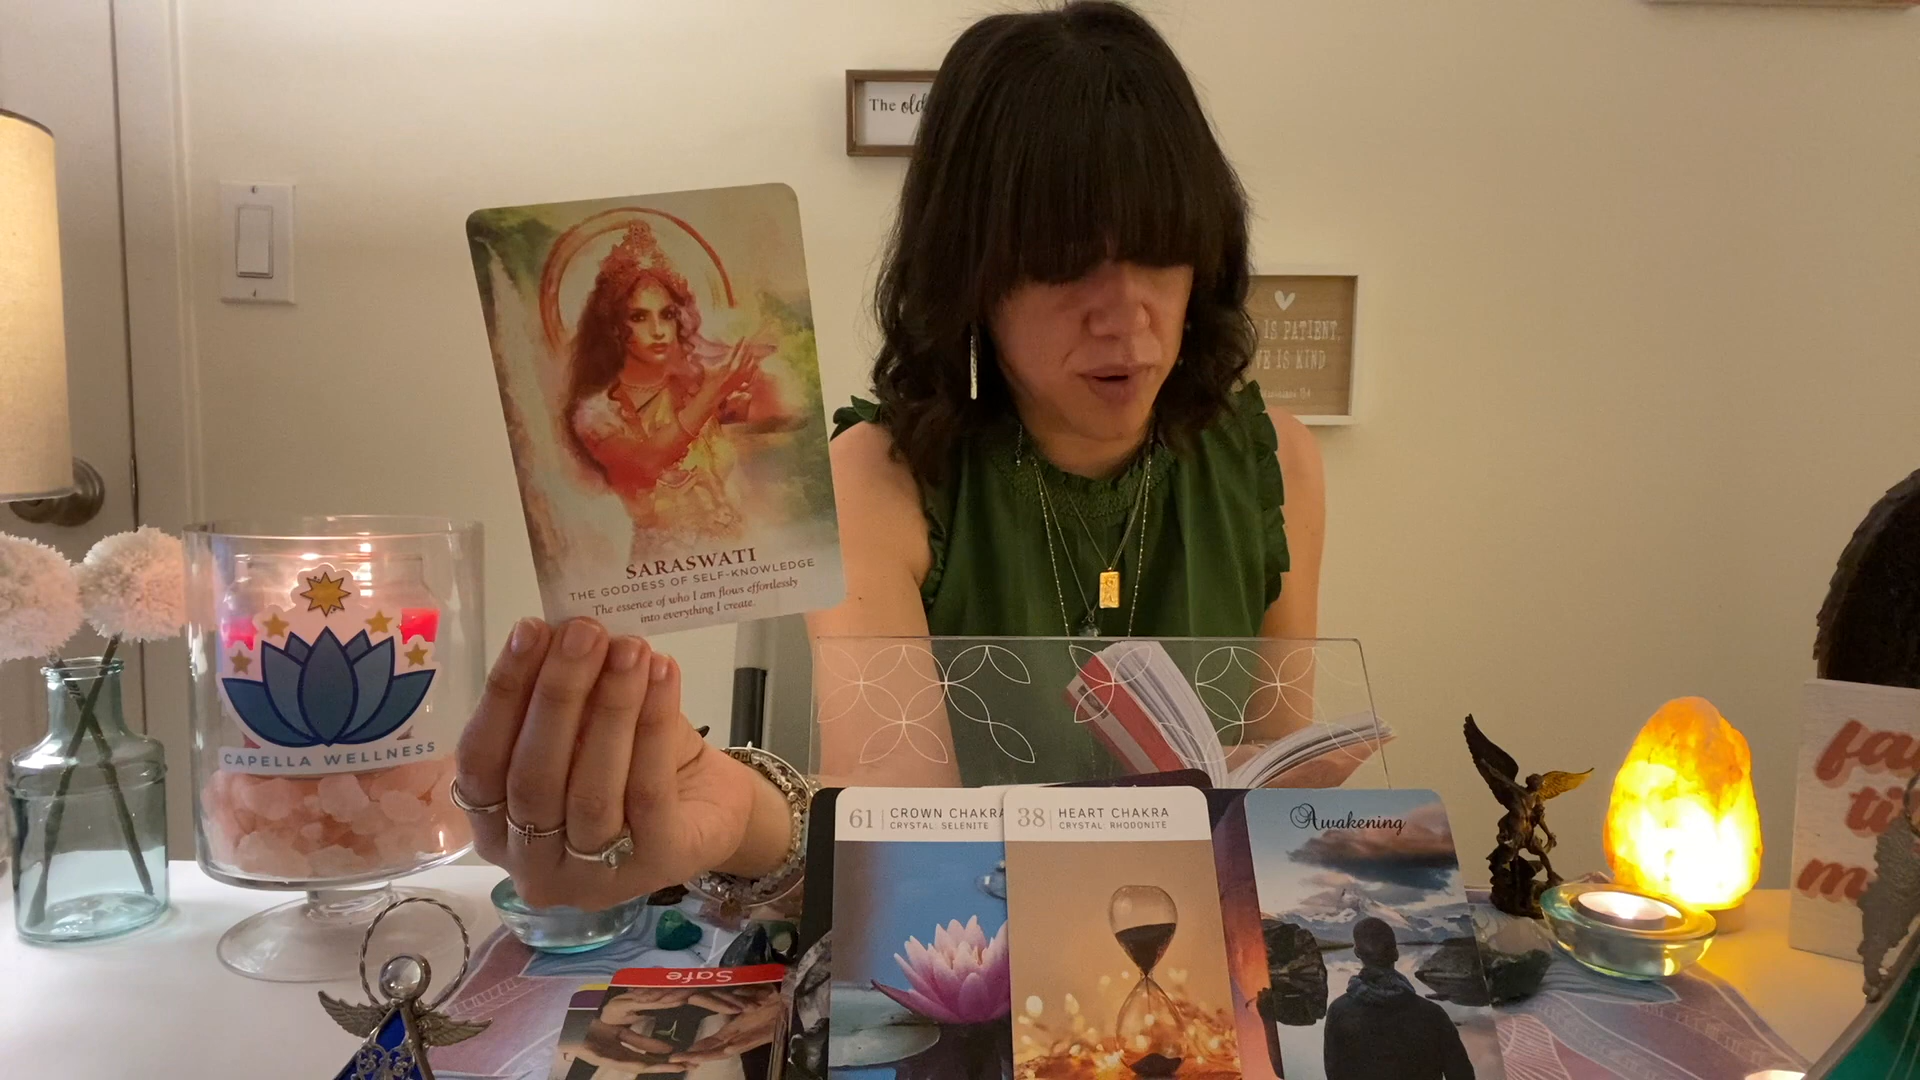 The old
IS PATIENT,
IS KIND
SARASWATI
THE GODDESS OF SELF-KNOWLEDGE
The essence of who I am flows effortlessly
into everything I create.
CAPELLA WELLNESS
61 | CROWN CHAKRA
CRYSTAL: SELENITE
38 | HEART CHAKRA
CRYSTAL: RHODONITE
Awakening
Safe